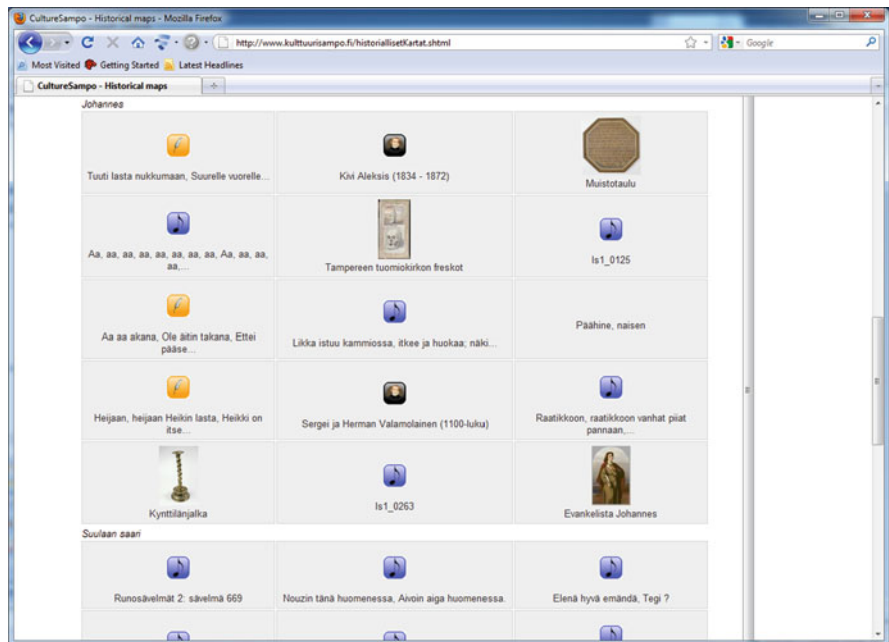 CultureSampo - Historical maps - Mozilla Firefox
http://www.kulttuurisampo.fi/historiallisetKartat.shtml
Google
Most Visited Getting Started Latest Headlines
CultureSampo - Historical maps
Johannes
Tuuti lasta nukkumaan, Suurelle vuorelle...
Kivi Aleksis (1834 - 1872)
Muistotaulu
Aa, aa, aa, aa, aa, aa, aa, aa, Aa, aa, aa,
aa,...
Tampereen tuomiokirkon freskot
ls1_0125
Aa aa akana, Ole äitin takana, Ettei
pääse...
Likka istuu kammiossa, itkee ja huokaa; näki...
Päähine, naisen
Heijaan, heijaan Heikin lasta, Heikki on
itse...
Sergei ja Herman Valamolainen (1100-luku)
Raatikkoon, raatikkoon vanhat piiat
pannaan,...
Kynttilänjalka
ls1_0263
Evankelista Johannes
Suulaan saari
Runosävelmät 2: sävelmä 669
Nouzin tänä huomenessa, Aivoin aiga huomenessa.
Elenä hyvä emändä, Tegi ?